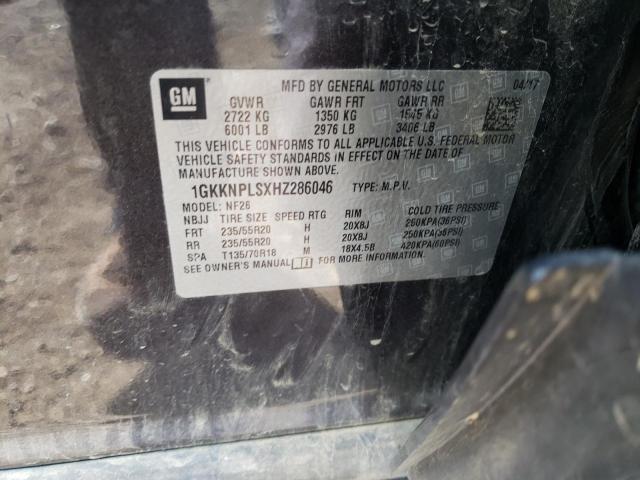 GM
MFD BY GENERAL MOTORS LLC 04/17
GVWR GAWR FRT GAWR RR
2722 KG 1350 KG 1545 KG
6001 LB 2976 LB 3406 LB
THIS VEHICLE CONFORMS TO ALL APPLICABLE U.S. FEDERAL MOTOR
VEHICLE SAFETY STANDARDS IN EFFECT ON THE DATE OF
MANUFACTURE SHOWN ABOVE.
1GKKNPLSXHZ286046 TYPE: M.P.V.
MODEL: NF26
NBJJ TIRE SIZE SPEED RTG RIM COLD TIRE PRESSURE
FRT 235/55R20 H 20X8J 250KPA(36PSI)
RR 235/55R20 H 20X8J 250KPA(36PSI)
SPA T135/70R18 M 18X4.5B 420KPA(60PSI)
SEE OWNER'S MANUAL FOR MORE INFORMATION.